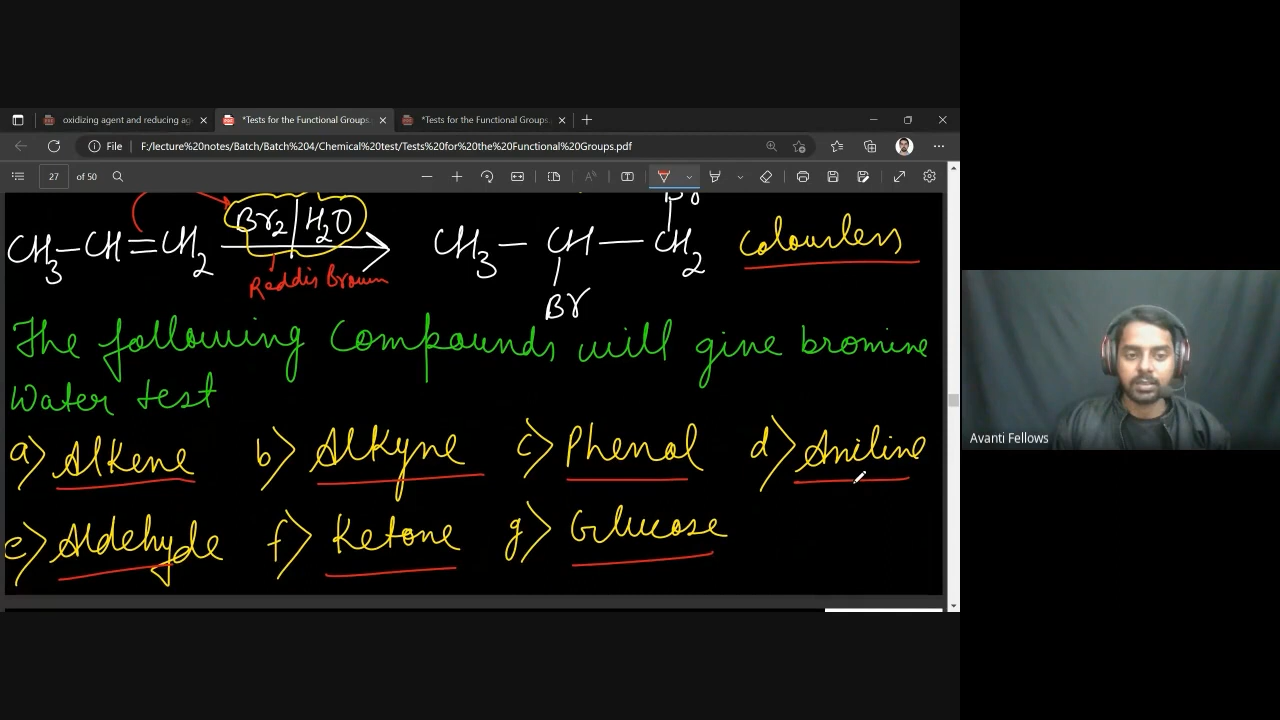 oxidizing agent and reducing ag
*Tests for the Functional Groups.
*Tests for the Functional Groups.
File F:/lecture%20notes/Batch/Batch%204/Chemical%20test/Tests%20for%20the%20Functional%20Groups.pdf
27 of 50
CH3-CH=CH2 Br2/H2O CH3-CH-CH2 colourless
Reddis Brown
Br
The following compounds will give bromine
water test
a) Alkene b) Alkyne c) Phenol d) Aniline
e) Aldehyde f) Ketone g) Glucose
Avanti Fellows